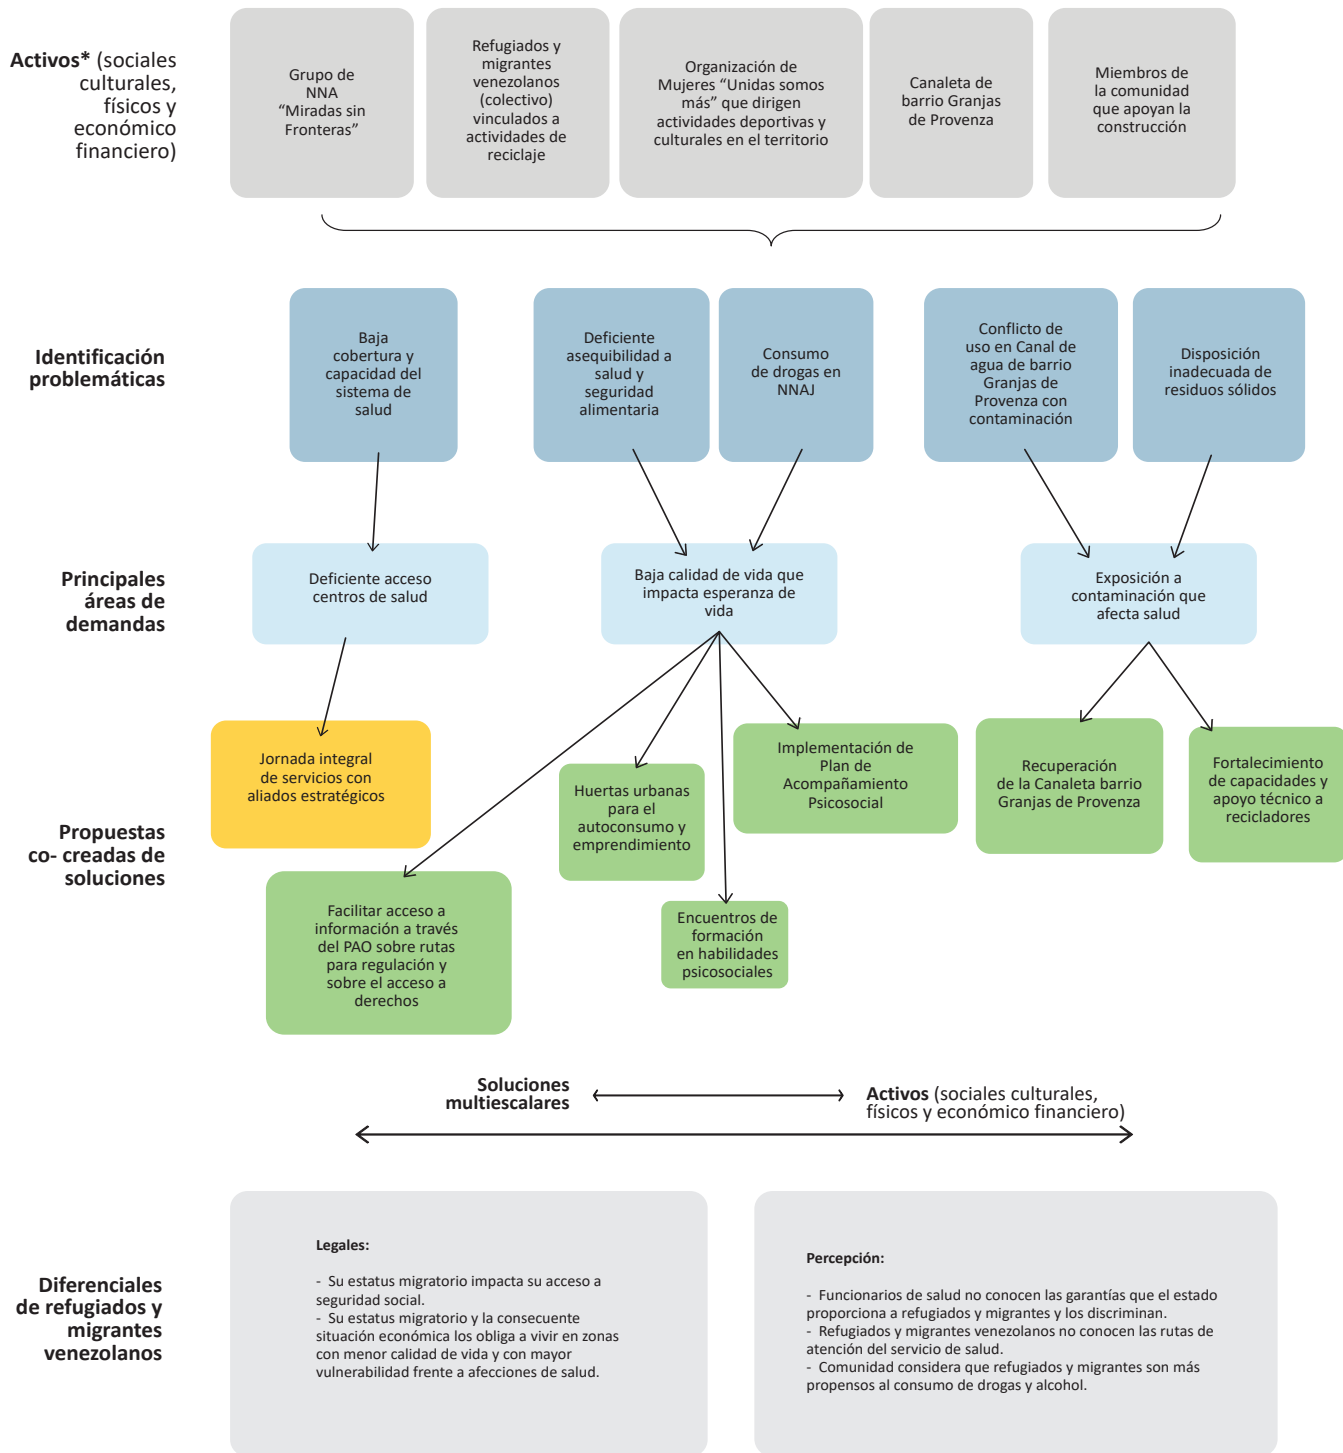 Activos* (sociales
culturales,
físicos y
económico
financiero)
Grupo de
NNA
“Miradas sin
Fronteras”
Refugiados y
migrantes
venezolanos
(colectivo)
vinculados a
actividades de
reciclaje
Organización de
Mujeres “Unidas somos
más” que dirigen
actividades deportivas y
culturales en el territorio
Canaleta de
barrio Granjas
de Provenza
Miembros de
la comunidad
que apoyan la
construcción
Identificación
problemáticas
Baja
cobertura y
capacidad del
sistema de
salud
Deficiente
asequibilidad a
salud y
seguridad
alimentaria
Consumo
de drogas en
NNAJ
Conflicto de
uso en Canal de
agua de barrio
Granjas de
Provenza con
contaminación
Disposición
inadecuada de
residuos sólidos
Principales
áreas de
demandas
Deficiente acceso
centros de salud
Baja calidad de vida que
impacta esperanza de
vida
Exposición a
contaminación que
afecta salud
Propuestas
co- creadas de
soluciones
Jornada integral
de servicios con
aliados estratégicos
Facilitar acceso a
información a través
del PAO sobre rutas
para regulación y
sobre el acceso a
derechos
Huertas urbanas
para el
autoconsumo y
emprendimiento
Encuentros de
formación
en habilidades
psicosociales
Implementación de
Plan de
Acompañamiento
Psicosocial
Recuperación
de la Canaleta barrio
Granjas de Provenza
Fortalecimiento
de capacidades y
apoyo técnico a
recicladores
Soluciones
multiescalares
Activos (sociales culturales,
físicos y económico financiero)
Diferenciales
de refugiados y
migrantes
venezolanos
Legales:
- Su estatus migratorio impacta su acceso a
seguridad social.
- Su estatus migratorio y la consecuente
situación económica los obliga a vivir en zonas
con menor calidad de vida y con mayor
vulnerabilidad frente a afecciones de salud.
Percepción:
- Funcionarios de salud no conocen las garantías que el estado
proporciona a refugiados y migrantes y los discriminan.
- Refugiados y migrantes venezolanos no conocen las rutas de
atención del servicio de salud.
- Comunidad considera que refugiados y migrantes son más
propensos al consumo de drogas y alcohol.